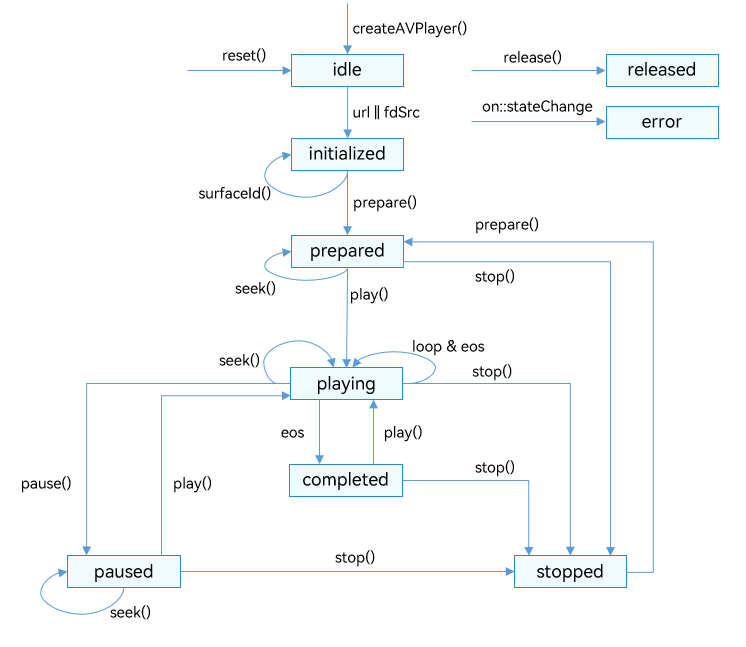 createAVPlayer()
reset()
idle
release()
released
url || fdSrc
on::stateChange
error
initialized
surfaceId()
prepare()
prepare()
prepared
stop()
seek()
play()
loop & eos
seek()
playing
stop()
eos
play()
stop()
completed
pause()
play()
stop()
paused
stopped
seek()